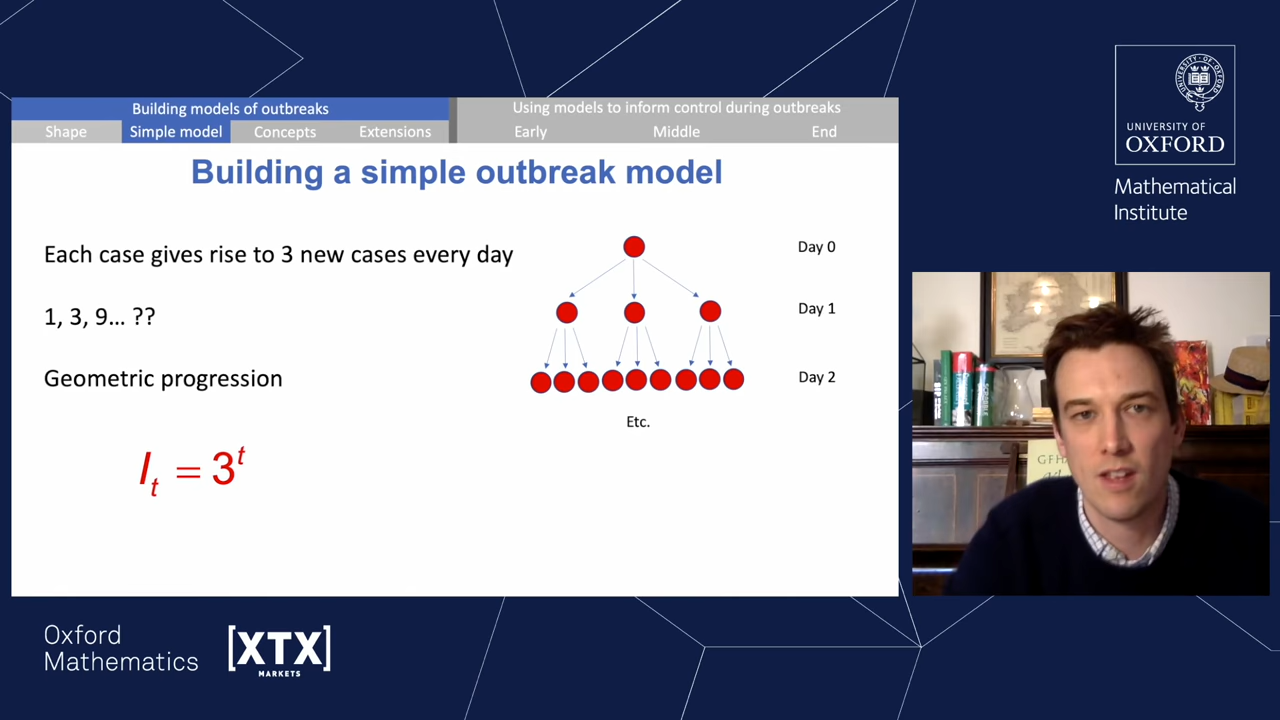 Building models of outbreaks
Using models to inform control during outbreaks
Shape
Simple model
Concepts
Extensions
Early
Middle
End
Building a simple outbreak model
Each case gives rise to 3 new cases every day
1, 3, 9... ??
Geometric progression
I_t = 3^t
Day 0
Day 1
Day 2
Etc.
UNIVERSITY OF
OXFORD
Mathematical
Institute
Oxford
Mathematics
[XTX]
MARKETS